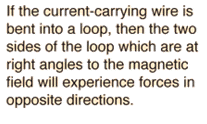 If the current-carrying wire is
bent into a loop, then the two
sides of the loop which are at
right angles to the magnetic
field will experience forces in
opposite directions.